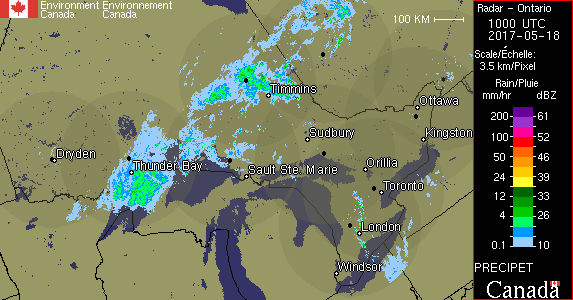 Environment Environnement
Canada Canada
100 KM
Timmins
Ottawa
Sudbury
Kingston
Dryden
Thunder Bay
Sault Ste. Marie
Orillia
Toronto
London
Windsor
Radar - Ontario
1000 UTC
2017-05-18
Scale/Échelle:
3.5 km/Pixel
Rain/Pluie
mm/hr dBZ
200 61
100 52
50 46
24 39
12 33
4 26
0.1 10
PRECIPET
Canada